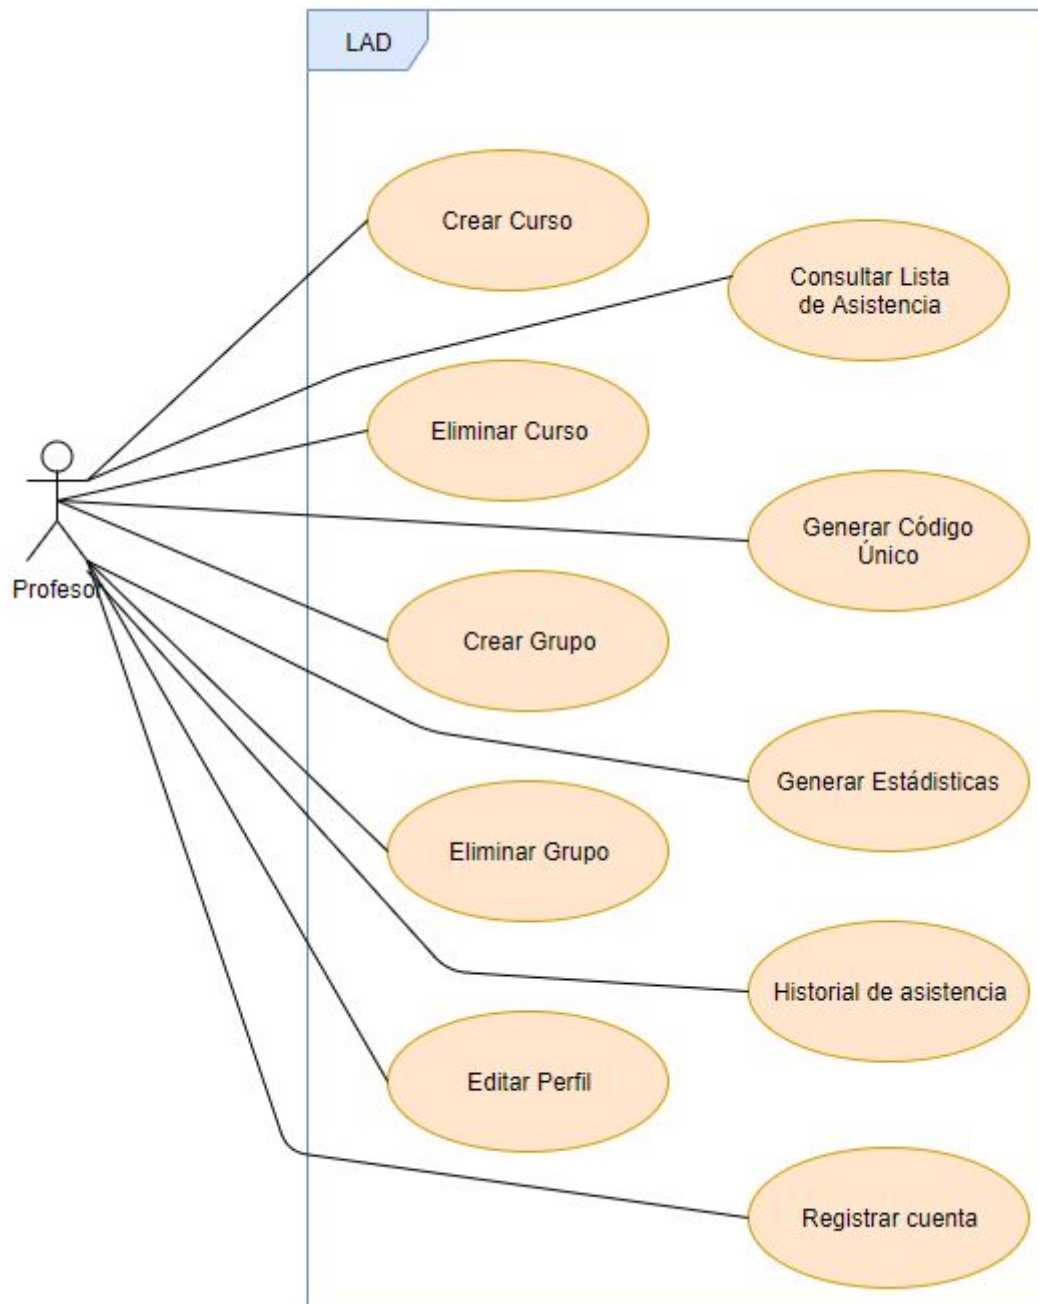 LAD
Crear Curso
Consultar Lista
de Asistencia
Eliminar Curso
Generar Código
Único
Profesor
Crear Grupo
Generar Estádisticas
Eliminar Grupo
Historial de asistencia
Editar Perfil
Registrar cuenta